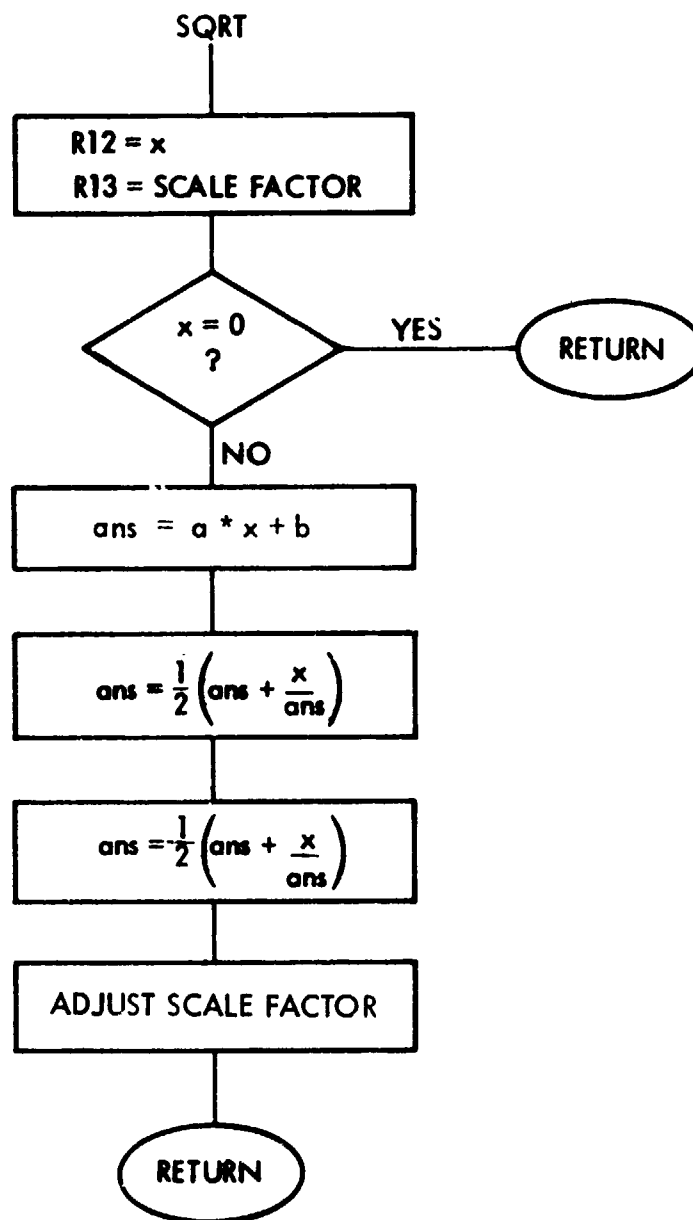 SQRT
R12 = x
R13 = SCALE FACTOR
x = 0
?
YES
RETURN
NO
ans = a * x + b
ans = 1/2 (ans + x/ans)
ans = -1/2 (ans + x/ans)
ADJUST SCALE FACTOR
RETURN